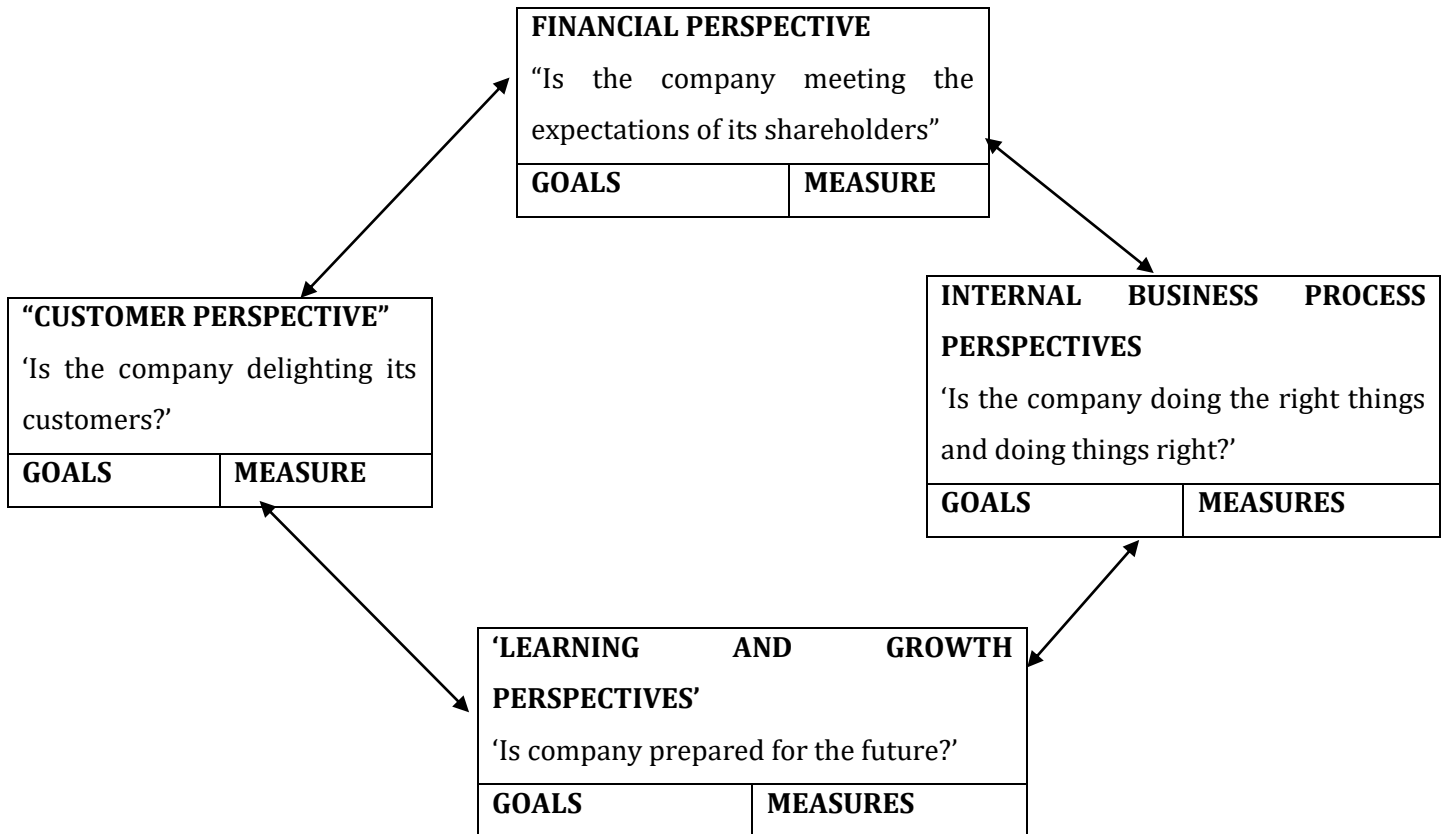 FINANCIAL PERSPECTIVE
“Is the company meeting the
expectations of its shareholders”
GOALS MEASURE
“CUSTOMER PERSPECTIVE”
‘Is the company delighting its
customers?’
GOALS MEASURE
INTERNAL BUSINESS PROCESS
PERSPECTIVES
‘Is the company doing the right things
and doing things right?’
GOALS MEASURES
‘LEARNING AND GROWTH
PERSPECTIVES’
‘Is company prepared for the future?’
GOALS MEASURES